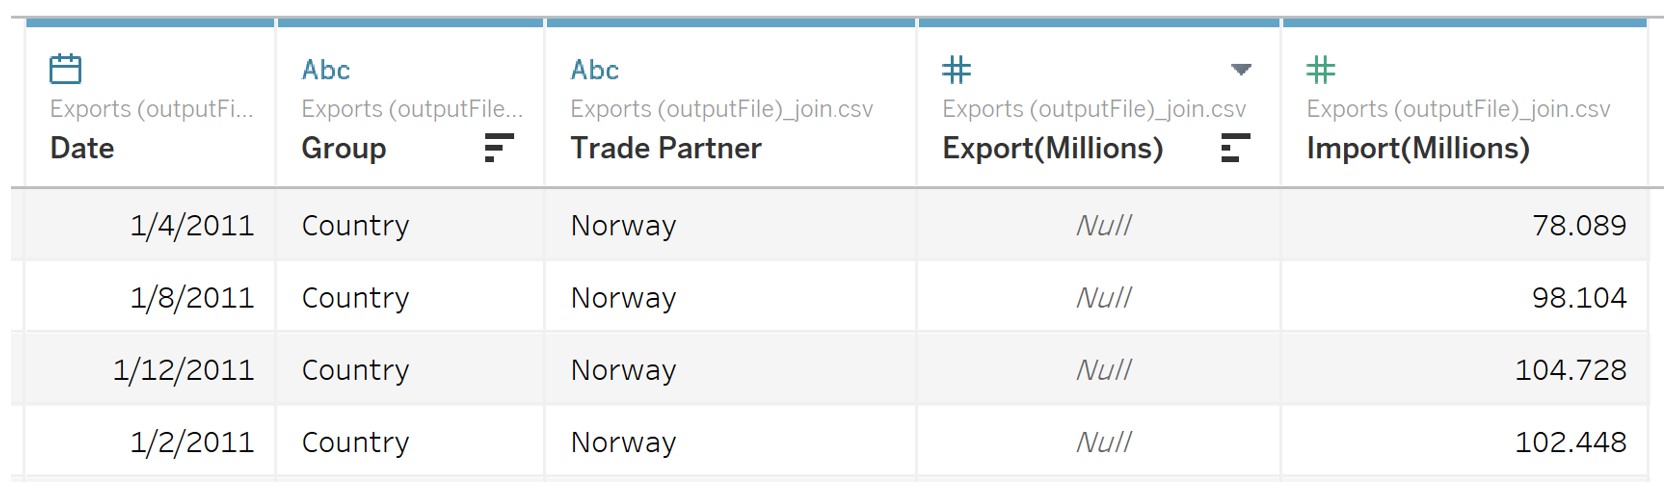 Abc Abc
Exports (outputFi... Exports (outputFile... Exports (outputFile)_join.csv Exports (outputFile)_join.csv Exports (outputFile)_join.csv
Date Group Trade Partner Export(Millions) Import(Millions)
1/4/2011 Country Norway Null 78.089
1/8/2011 Country Norway Null 98.104
1/12/2011 Country Norway Null 104.728
1/2/2011 Country Norway Null 102.448